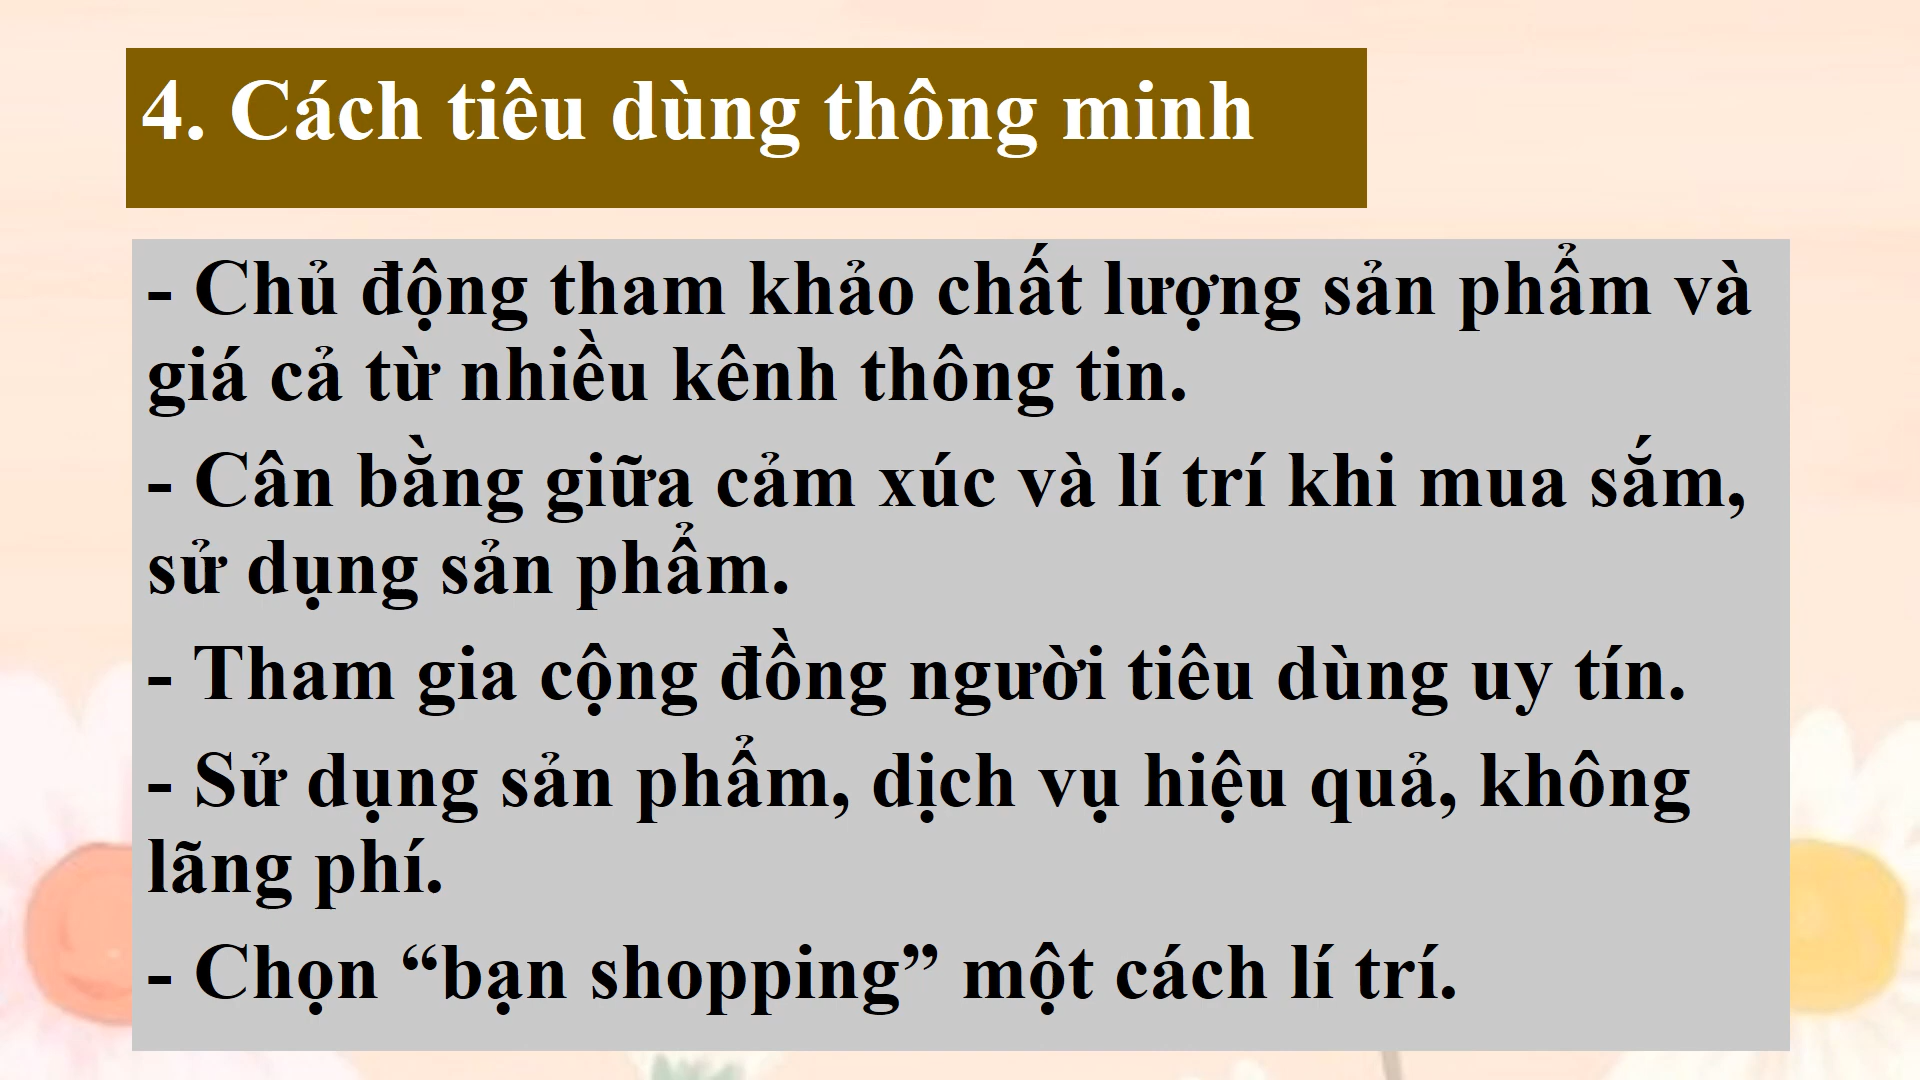 4. Cách tiêu dùng thông minh
- Chủ động tham khảo chất lượng sản phẩm và
giá cả từ nhiều kênh thông tin.
- Cân bằng giữa cảm xúc và lí trí khi mua sắm,
sử dụng sản phẩm.
- Tham gia cộng đồng người tiêu dùng uy tín.
- Sử dụng sản phẩm, dịch vụ hiệu quả, không
lãng phí.
- Chọn “bạn shopping” một cách lí trí.